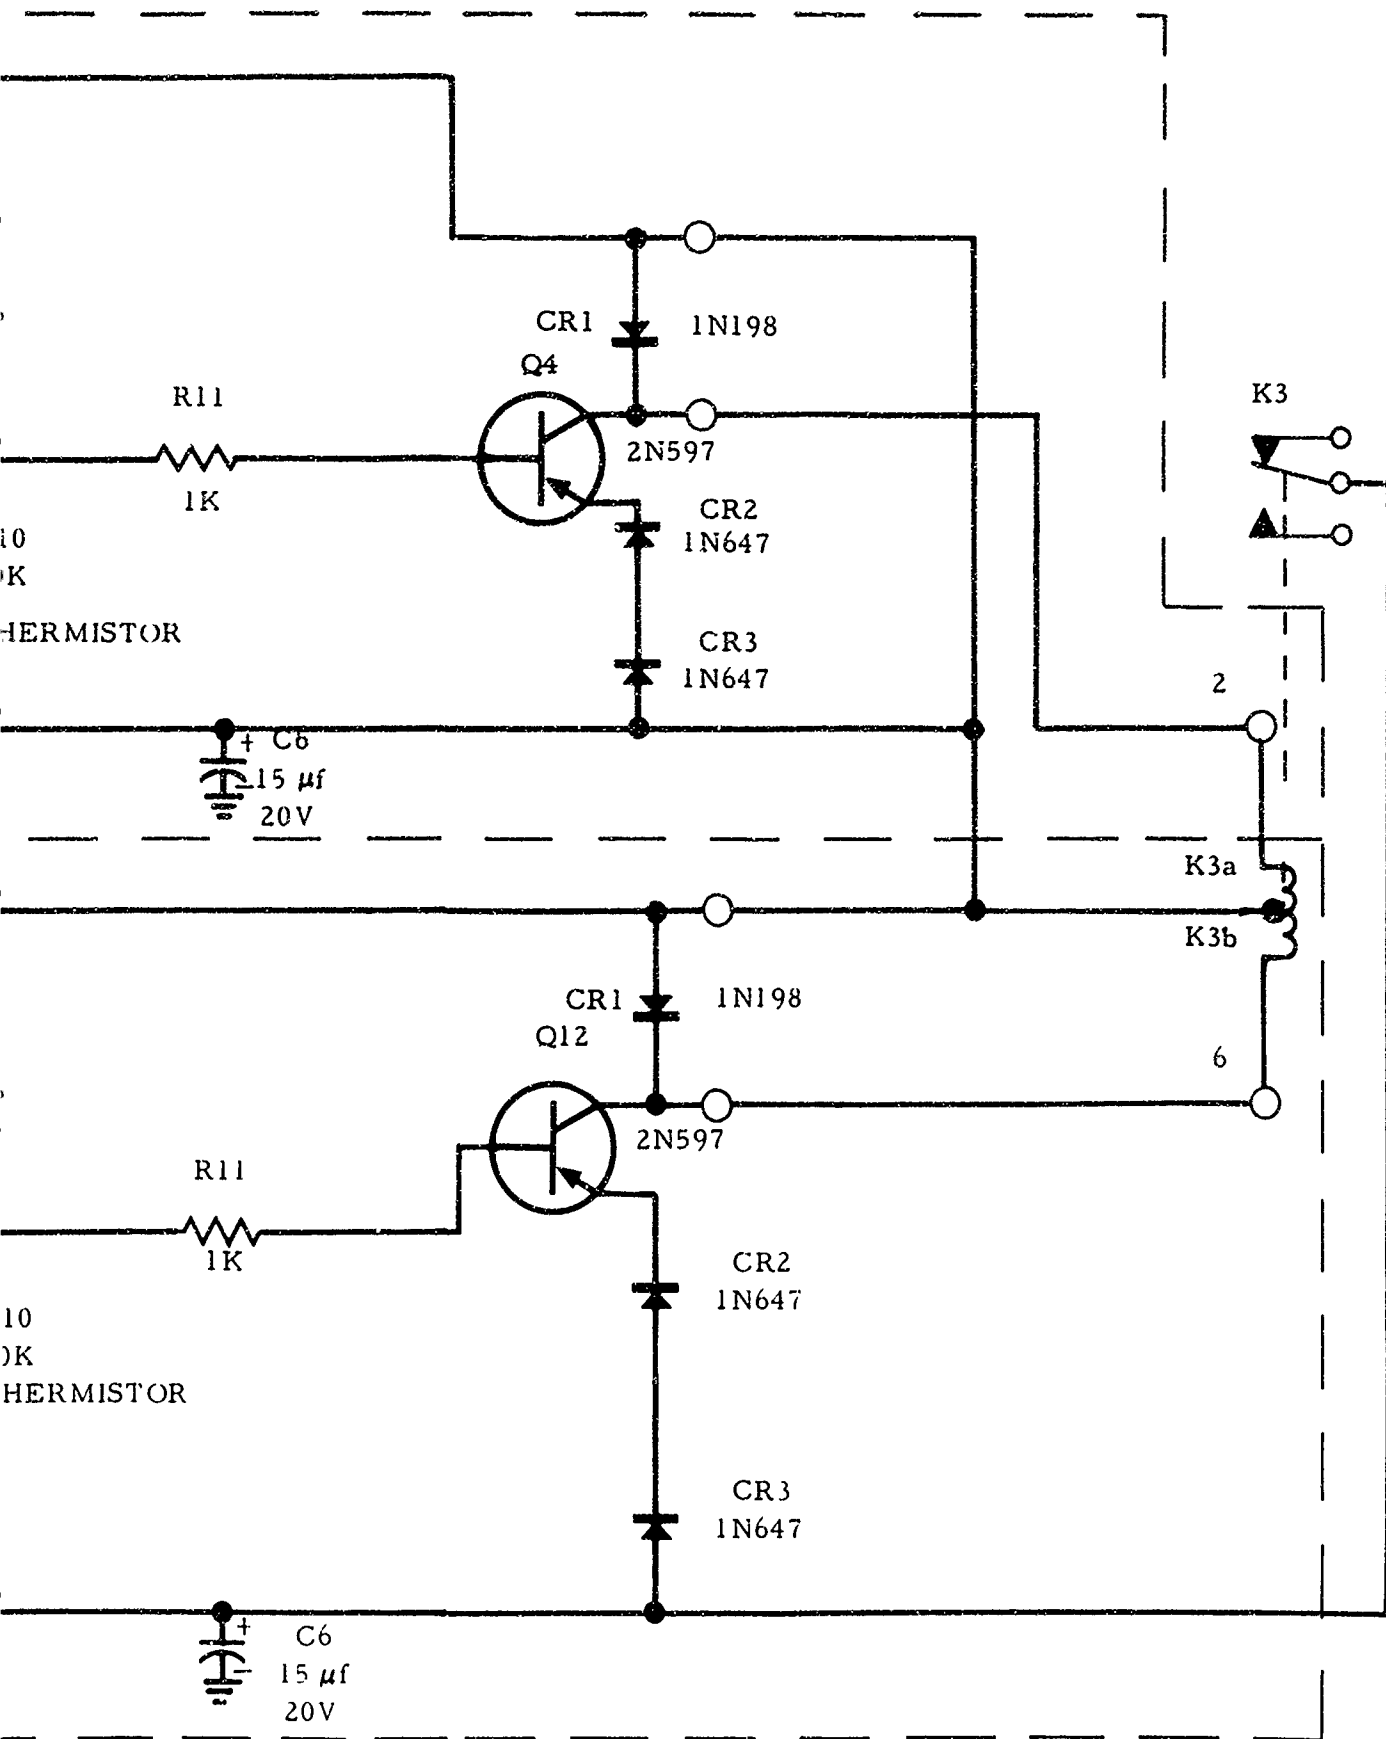 CR1 1N198
Q4
R11
K3
2N597
1K
CR2
1N647
10
K
HERMISTOR
CR3
1N647
2
+ C6
15 μf
20V
K3a
K3b
CR1 1N198
Q12
6
2N597
R11
1K
CR2
1N647
10
K
HERMISTOR
CR3
1N647
+ C6
15 μf
20V